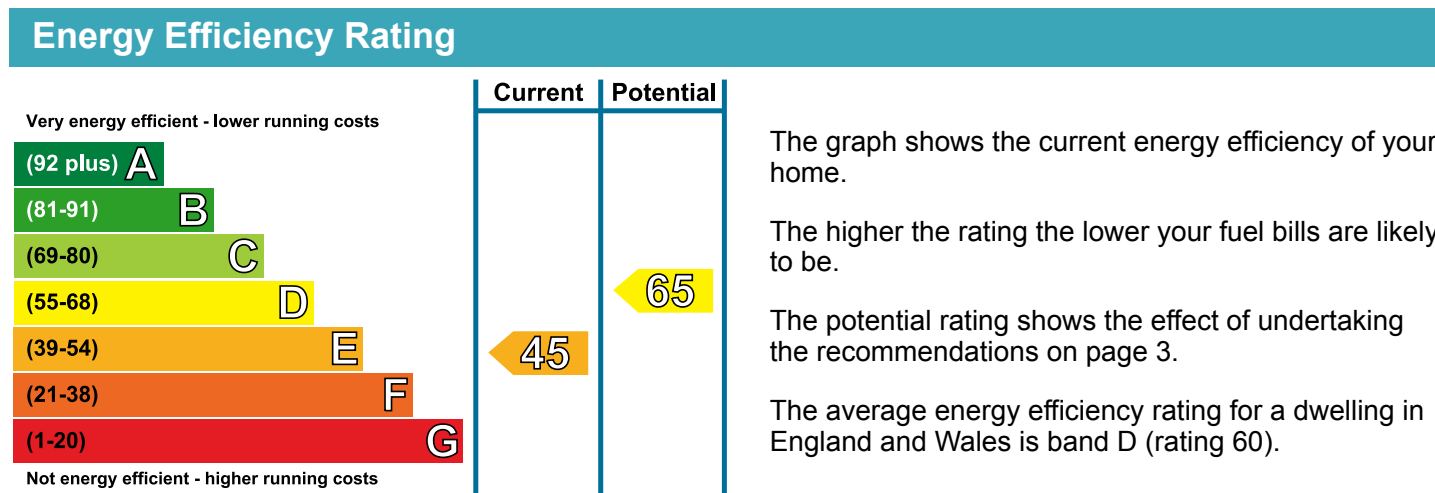 Energy Efficiency Rating
Current Potential
Very energy efficient - lower running costs
(92 plus) A
(81-91) B
(69-80) C
(55-68) D
(39-54) E
(21-38) F
(1-20) G
Not energy efficient - higher running costs
65
45
The graph shows the current energy efficiency of your
home.
The higher the rating the lower your fuel bills are likely
to be.
The potential rating shows the effect of undertaking
the recommendations on page 3.
The average energy efficiency rating for a dwelling in
England and Wales is band D (rating 60).